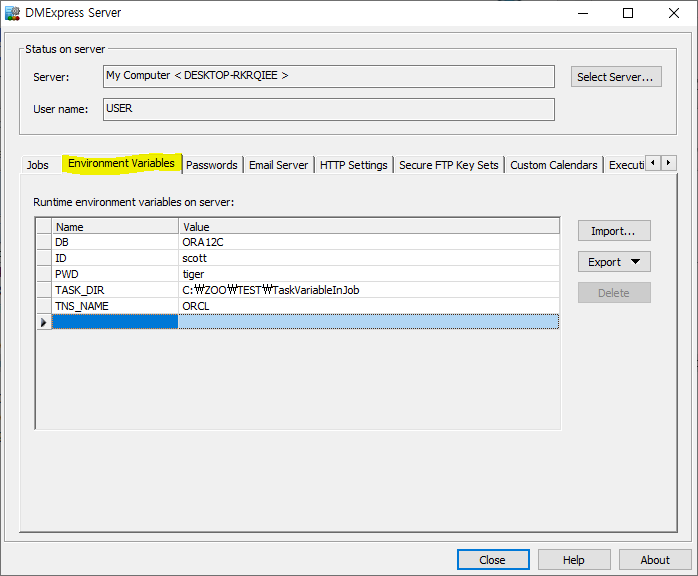 DMExpress Server
Status on server
Server: My Computer < DESKTOP-RKRQIEE > Select Server...
User name: USER
Jobs Environment Variables Passwords Email Server HTTP Settings Secure FTP Key Sets Custom Calendars Executi
Runtime environment variables on server:
Name Value
DB ORA12C
ID scott
PWD tiger
TASK_DIR C:₩ZOO₩TEST₩TaskVariableInJob
TNS_NAME ORCL
Import...
Export
Delete
Close Help About